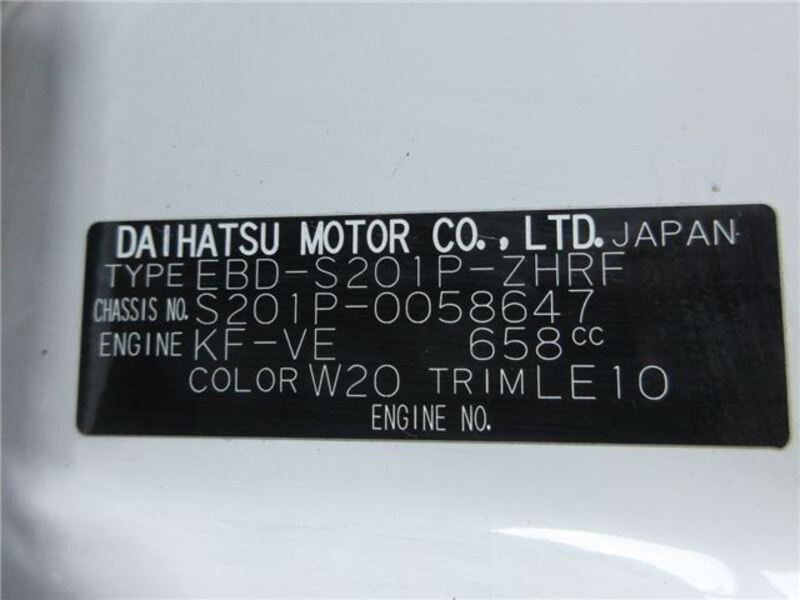 DAIHATSU MOTOR CO., LTD. JAPAN
TYPE EBD-S201P-ZHRF
CHASSIS NO. S201P-0058647
ENGINE KF-VE 658cc
COLOR W20 TRIM LE10
ENGINE NO.